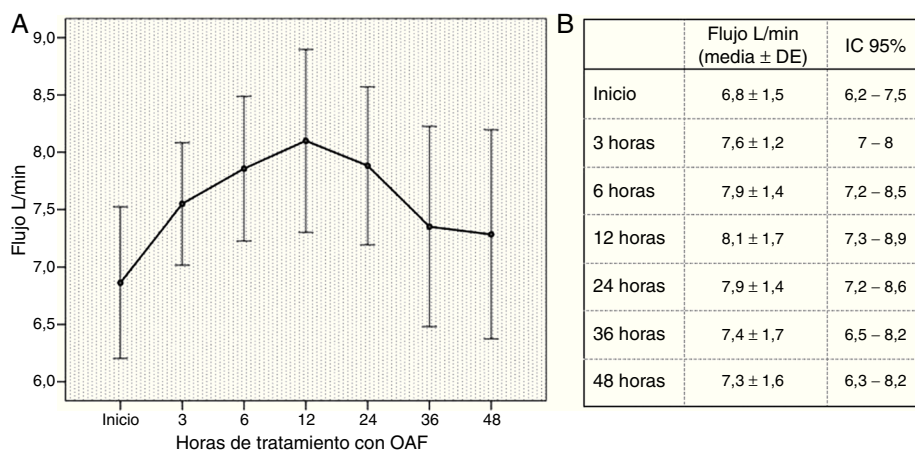 A
9,0
8,5
8,0
7,5
7,0
6,5
6,0
Flujo L/min
Inicio 3 6 12 24 36 48
Horas de tratamiento con OAF
B
Flujo L/min IC 95%
(media ± DE)
Inicio 6,8 ± 1,5 6,2 – 7,5
3 horas 7,6 ± 1,2 7 – 8
6 horas 7,9 ± 1,4 7,2 – 8,5
12 horas 8,1 ± 1,7 7,3 – 8,9
24 horas 7,9 ± 1,4 7,2 – 8,6
36 horas 7,4 ± 1,7 6,5 – 8,2
48 horas 7,3 ± 1,6 6,3 – 8,2